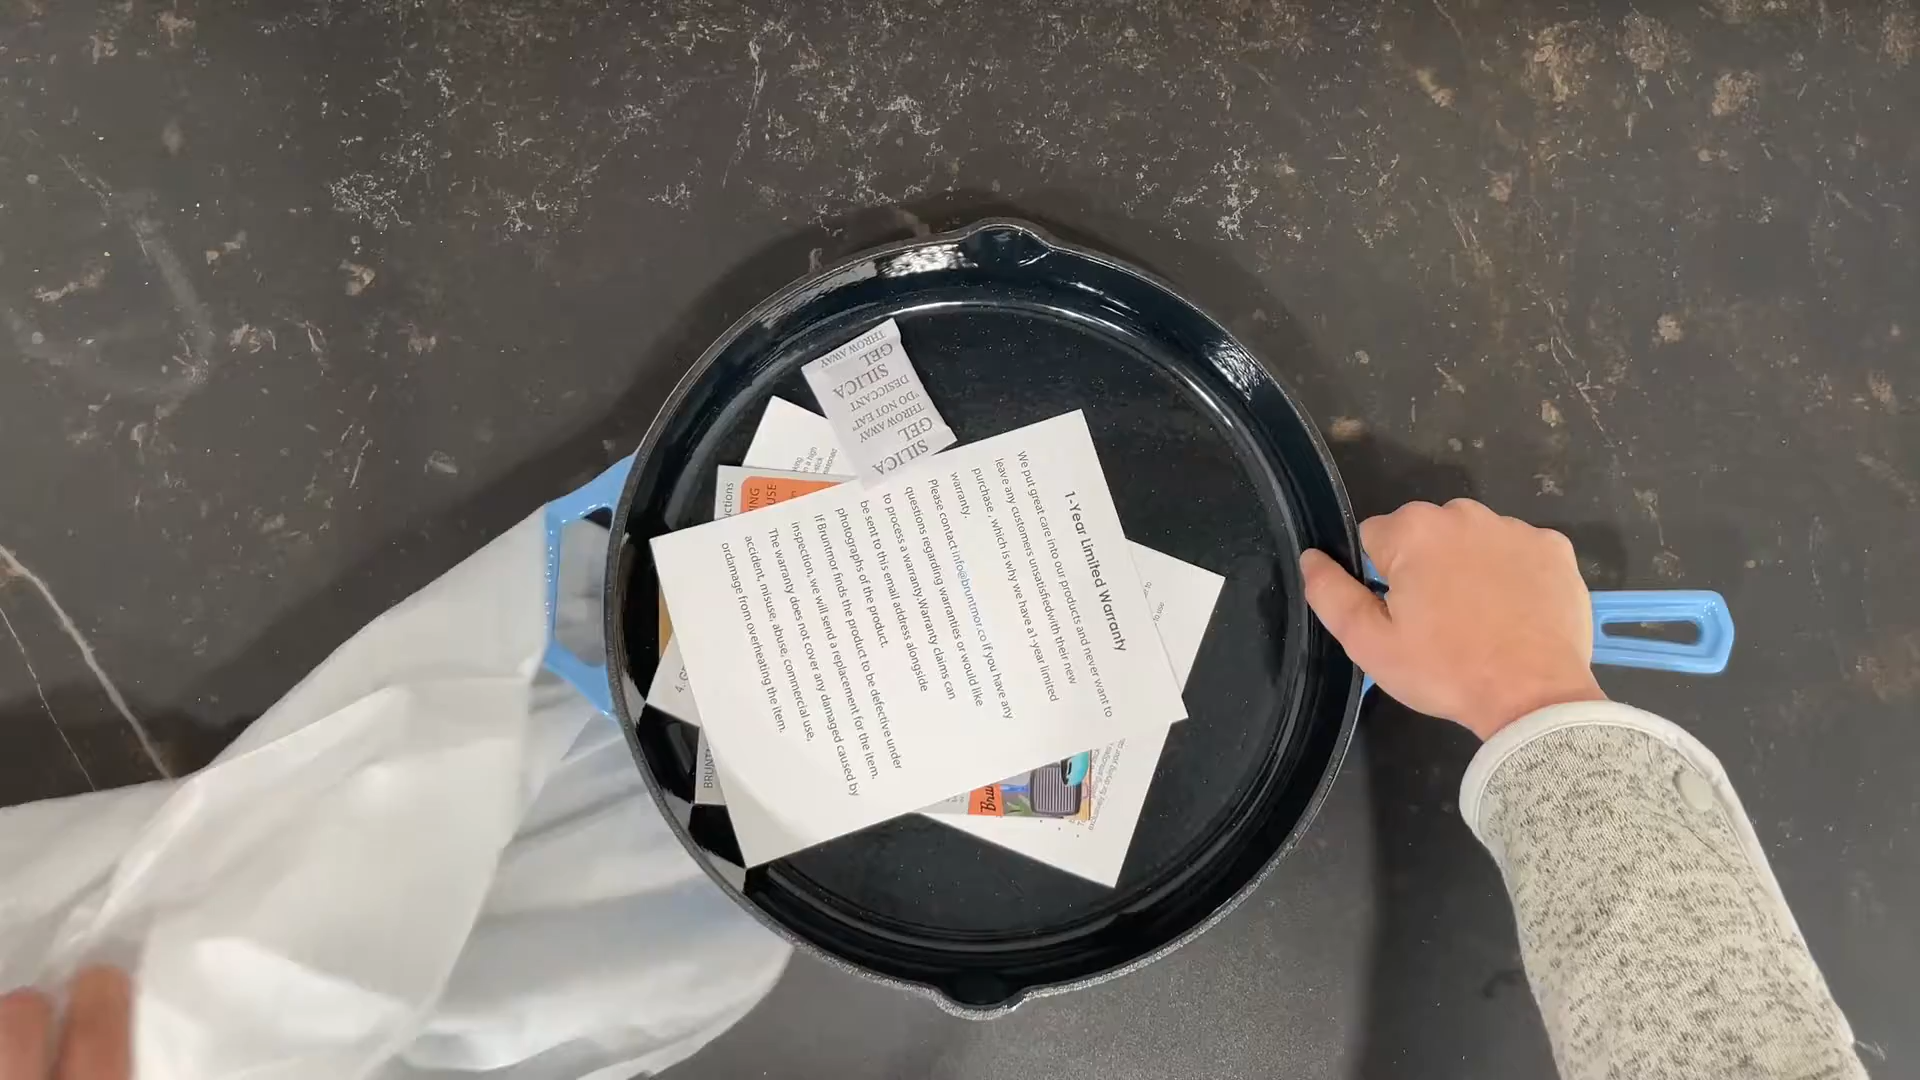 1-Year Limited Warranty
We put great care into our products and never want to
leave any customers unsatisfiedwith their new
purchase , which is why we have a1-year limited
warranty.
Please contact info@bruntmor.co if you have any
questions regarding warranties or would like
to process a warranty.Warranty claims can
be sent to this email address alongside
photographs of the product.
If Bruntmor finds the product to be defective under
inspection, we will send a replacement for the item.
The warranty does not cover any damaged caused by
accident, misuse, abuse, commercial use,
ordamage from overheating the item.
SILICA
GEL
THROW AWAY
"DO NOT EAT"
DESICCANT
SILICA
GEL
THROW AWAY
USE
4.